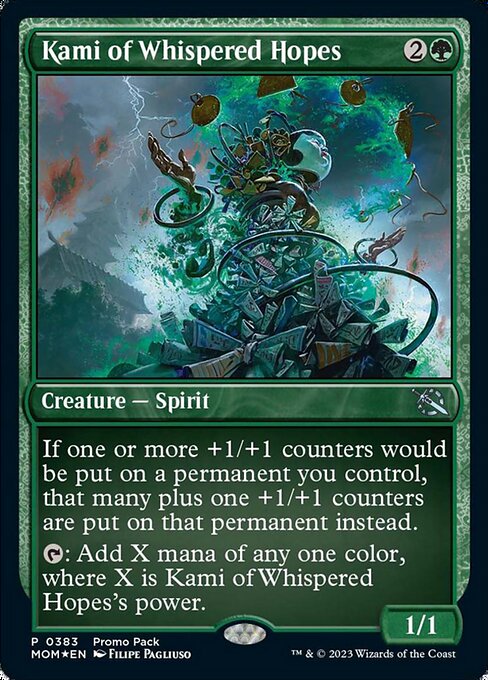 Kami of Whispered Hopes 2
Creature — Spirit
If one or more +1/+1 counters would
be put on a permanent you control,
that many plus one +1/+1 counters
are put on that permanent instead.
: Add X mana of any one color,
where X is Kami of Whispered
Hopes's power.
1/1
P 0383 Promo Pack
MOM★EN Filipe Pagliuso
™ & © 2023 Wizards of the Coast